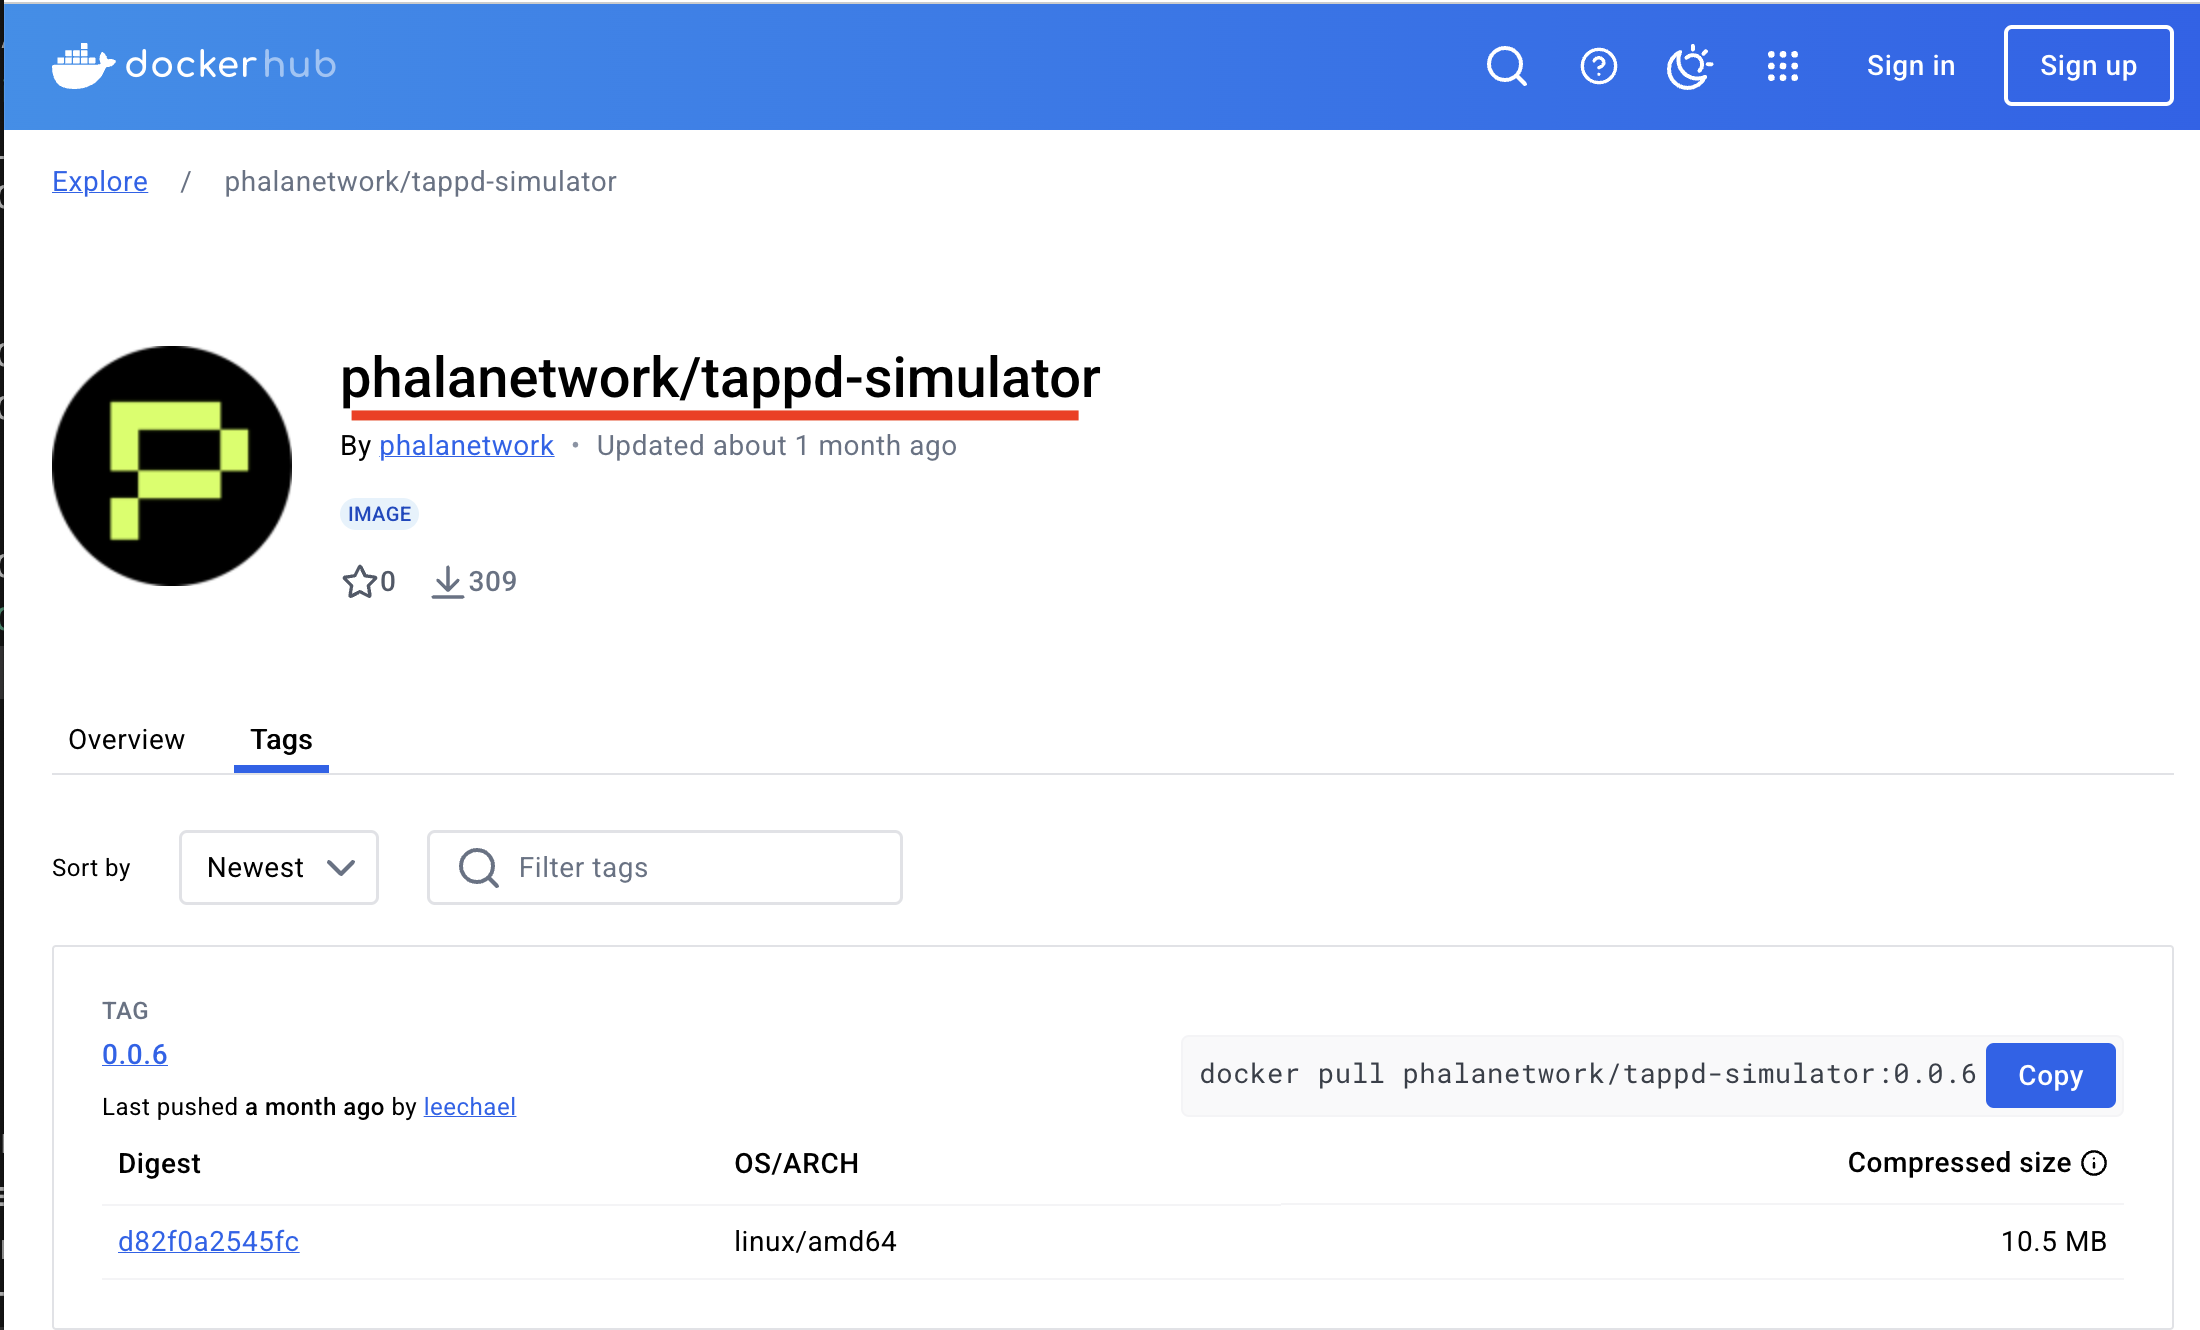 dockerhub Sign in Sign up
Explore / phalanetwork/tappd-simulator
phalanetwork/tappd-simulator
By phalanetwork • Updated about 1 month ago
IMAGE
0 309
Overview Tags
Sort by Newest Filter tags
TAG
0.0.6
docker pull phalanetwork/tappd-simulator:0.0.6 Copy
Last pushed a month ago by leechael
Digest OS/ARCH Compressed size
d82f0a2545fc linux/amd64 10.5 MB